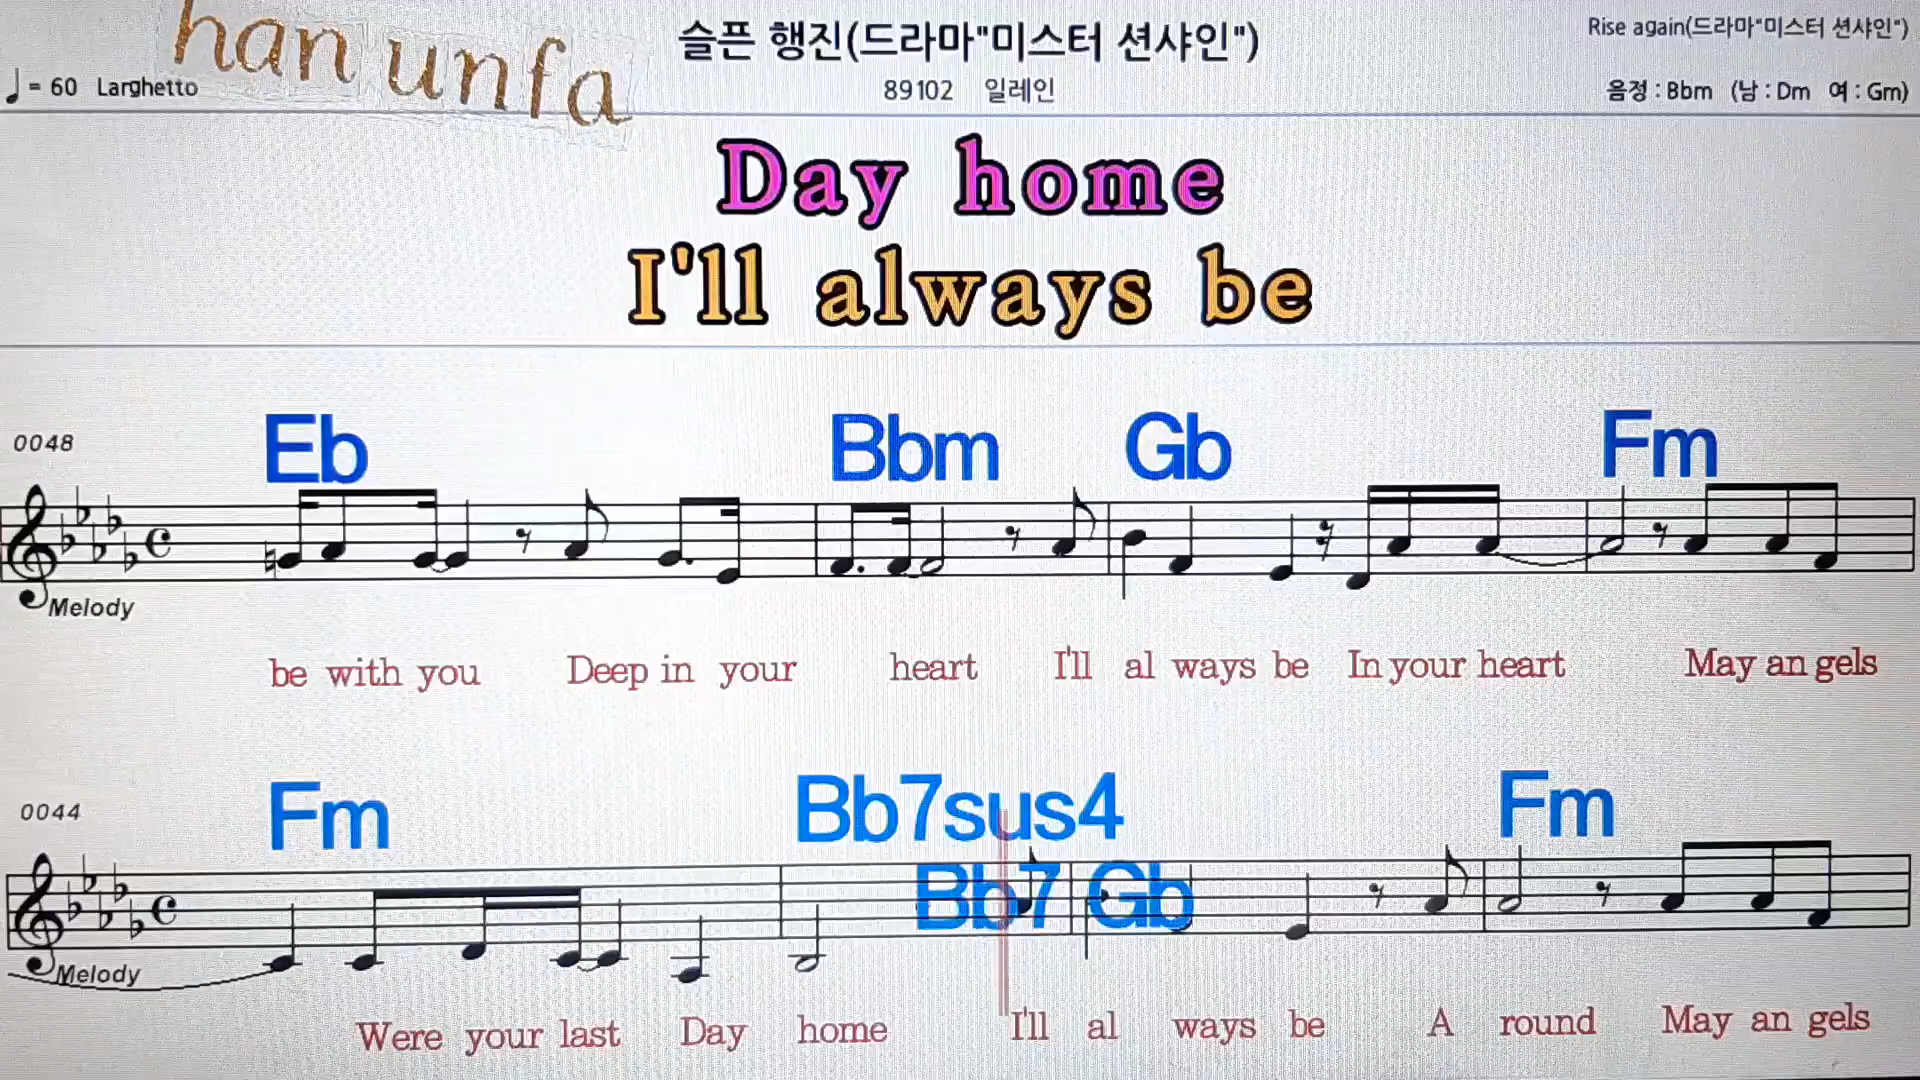 han unfa
슬픈 행진(드라마"미스터 션샤인")
Rise again(드라마"미스터 션샤인")
♩= 60 Larghetto
89102 일레인
음정 : Bbm (남 : Dm 여 : Gm)
Day home
I'll always be
0048
Eb Bbm Gb Fm
Melody
be with you Deep in your heart I'll al ways be In your heart May an gels
0044
Fm Bb7sus4 Fm
Bb7 Gb
Melody
Were your last Day home I'll al ways be A round May an gels